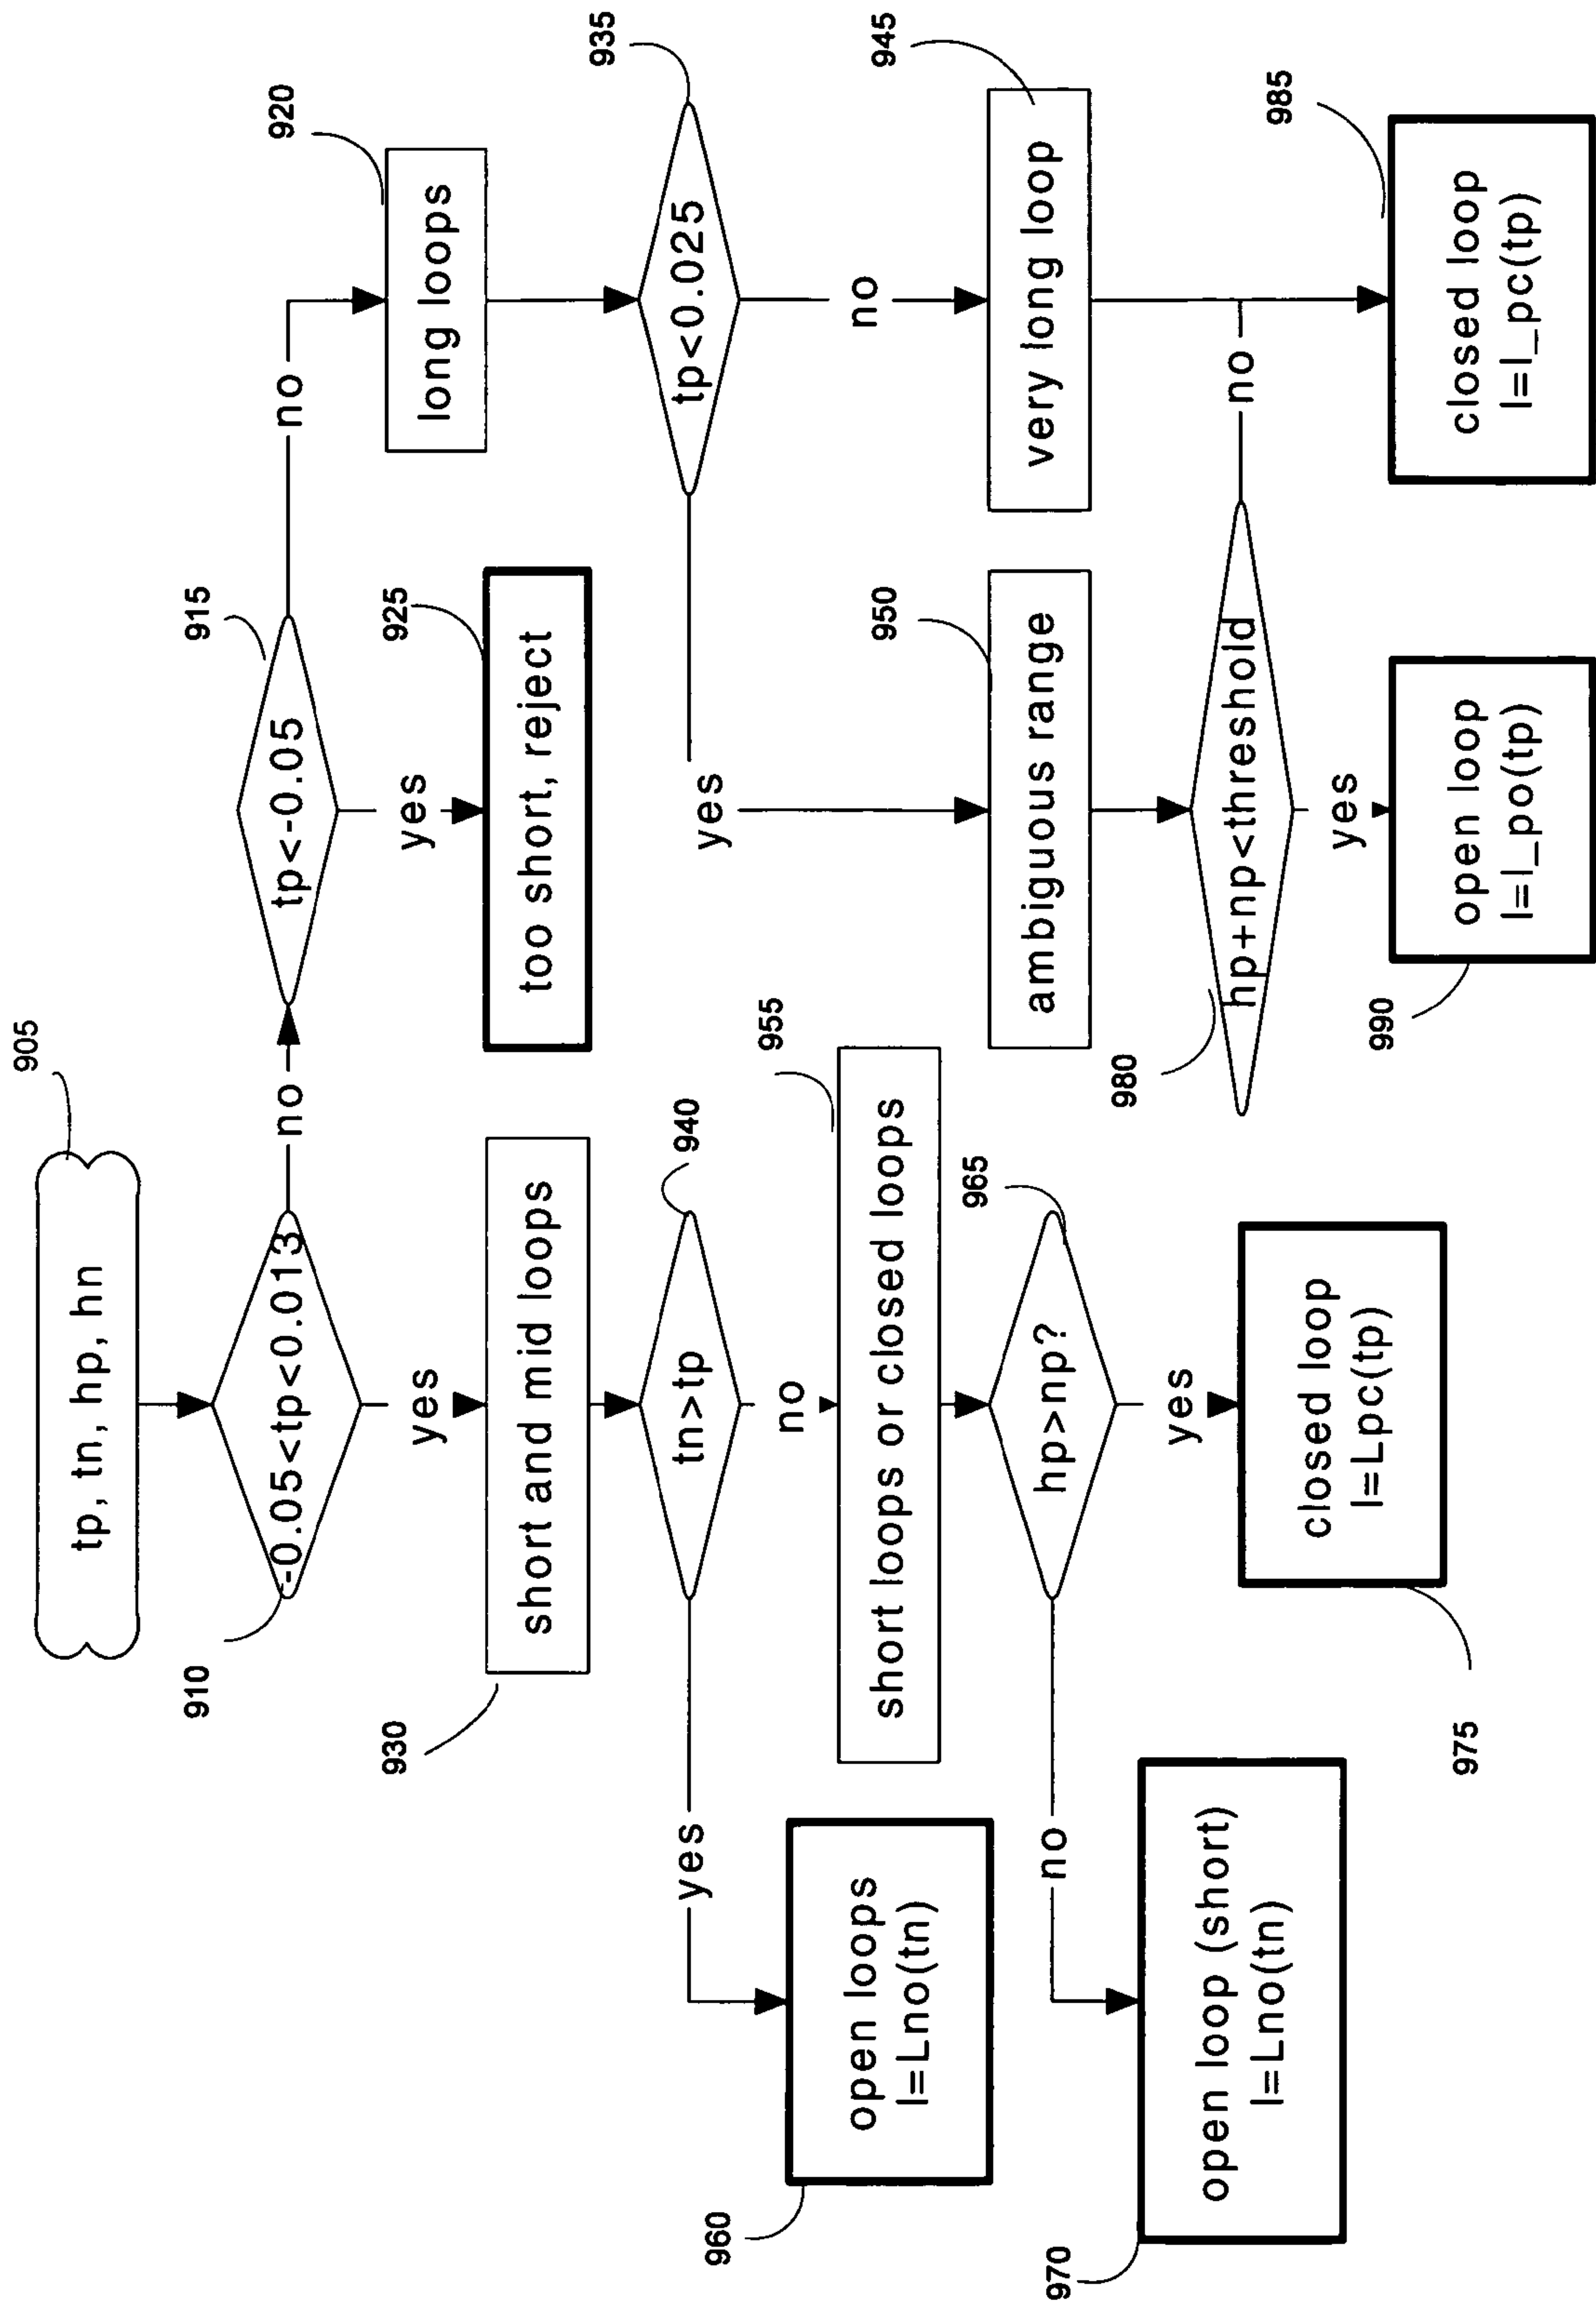 905
tp, tn, hp, hn
910
-0.05<tp<0.013
no
915
tp<-0.05
no
920
long loops
yes
yes
925
too short, reject
930
short and mid loops
935
tp<0.025
940
tn>tp
yes
no
yes
no
945
very long loop
950
ambiguous range
955
short loops or closed loops
960
open loops
l=Lno(tn)
965
hp>np?
no
yes
980
hp+np<threshold
no
yes
970
open loop (short)
l=Lno(tn)
975
closed loop
l=Lpc(tp)
990
open loop
l=l_po(tp)
985
closed loop
l=l_pc(tp)